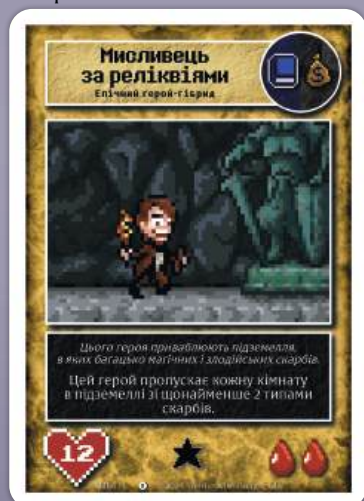 Мисливець
за реліквіями
Епічний герой-гібрид
Цього героя приваблюють підземелля,
в яких багацько магічних і злодійських скарбів.
Цей герой пропускає кожну кімнату
в підземеллі зі щонайменше 2 типами
скарбів.
12